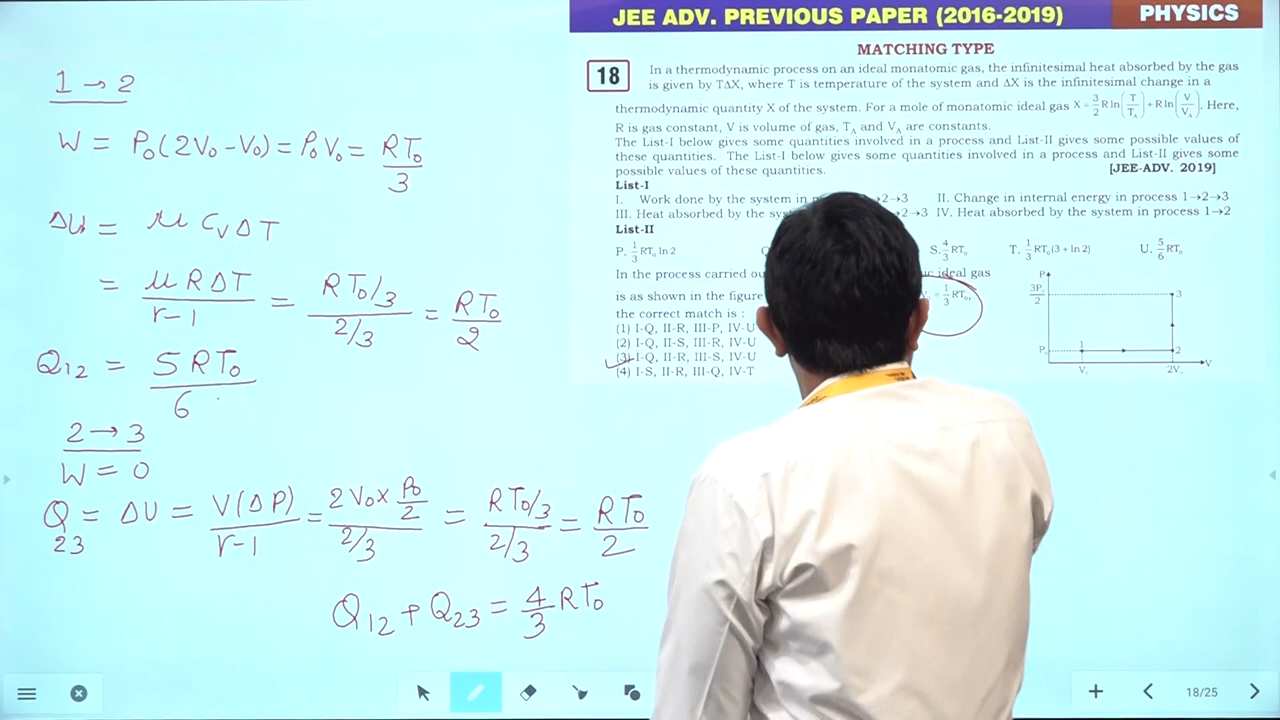 JEE ADV. PREVIOUS PAPER (2016-2019) PHYSICS
MATCHING TYPE
18 In a thermodynamic process on an ideal monatomic gas, the infinitesimal heat absorbed by the gas
is given by TΔX, where T is temperature of the system and ΔX is the infinitesimal change in a
thermodynamic quantity X of the system. For a mole of monatomic ideal gas X = 3/2 R ln(T/T_A) + R ln(V/V_A). Here,
R is gas constant, V is volume of gas, T_A and V_A are constants.
The List-I below gives some quantities involved in a process and List-II gives some possible values of
these quantities. The List-I below gives some quantities involved in a process and List-II gives some
possible values of these quantities. [JEE-ADV. 2019]
List-I
I. Work done by the system in →2→3 II. Change in internal energy in process 1→2→3
III. Heat absorbed by the 2→3 IV. Heat absorbed by the system in process 1→2
List-II
P. 1/3 RT₀ ln 2 S. 4/3 RT₀ T. 1/3 RT₀(3 + ln 2) U. 5/6 RT₀
In the process carried ideal gas
is as shown in the figure = 1/3 RT₀,
the correct match is :
(1) I-Q, II-R, III-P, IV-U
(2) I-Q, II-S, III-R, IV-U
(3) I-Q, II-R, III-S, IV-U
(4) I-S, II-R, III-Q, IV-T
P
3P₀/2
3
P₀
1
2
V₀
2V₀
V
1 → 2
W = P₀(2V₀-V₀) = P₀V₀ = RT₀/3
ΔU = μ C_V ΔT
= μRΔT/r-1 = RT₀/3/2/3 = RT₀/2
Q₁₂ = 5RT₀/6
2 → 3
W = 0
Q₂₃ = ΔU = V(ΔP)/r-1 = 2V₀ × P₀/2/2/3 = RT₀/3/2/3 = RT₀/2
Q₁₂ + Q₂₃ = 4/3 RT₀
18/25